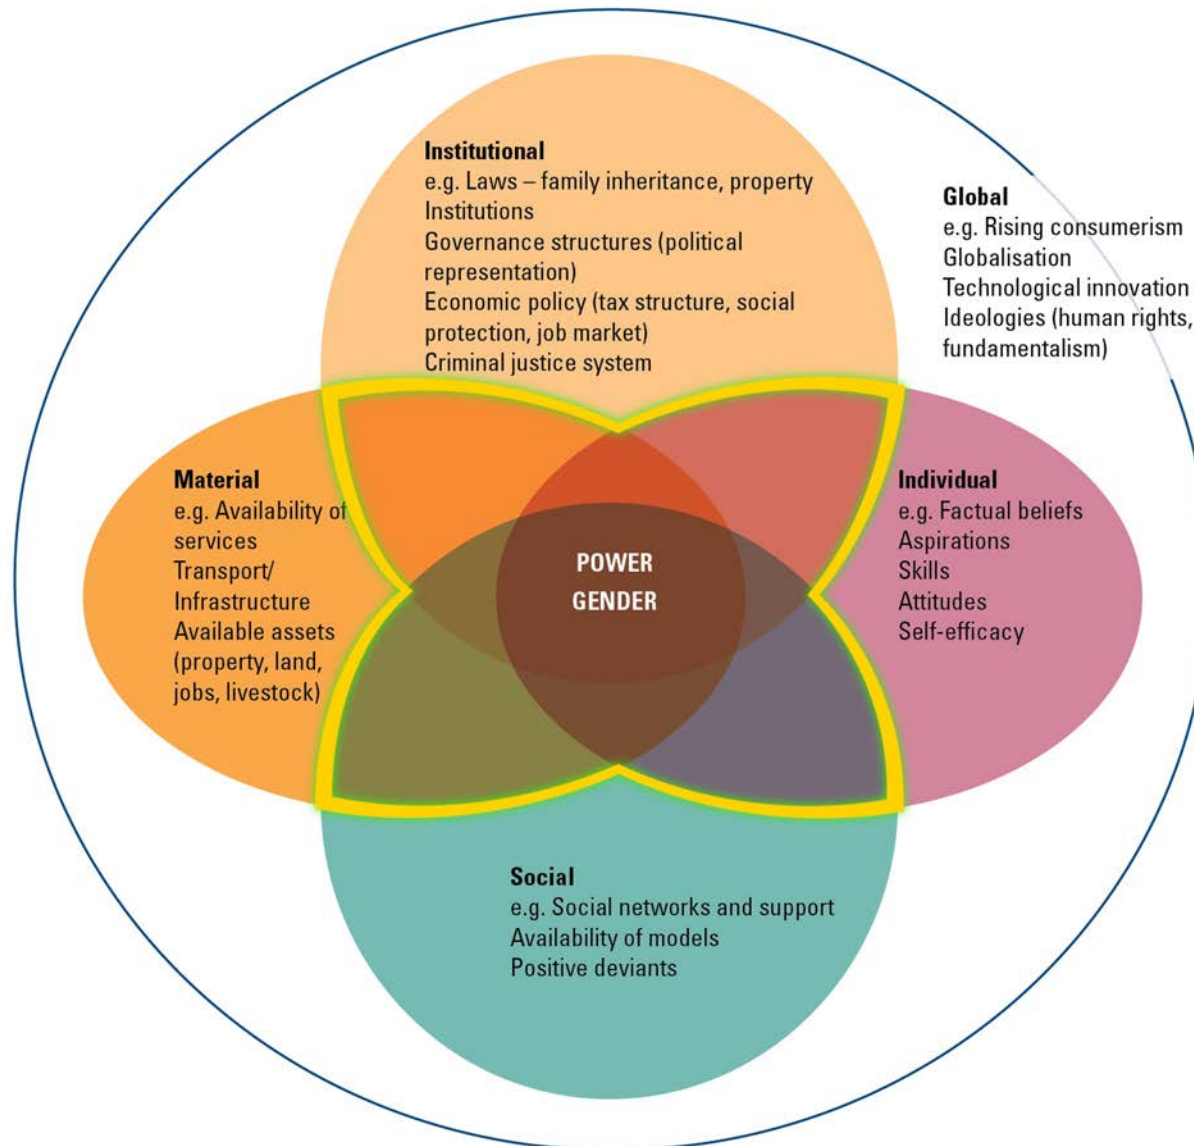 Institutional
e.g. Laws – family inheritance, property
Institutions
Governance structures (political
representation)
Economic policy (tax structure, social
protection, job market)
Criminal justice system
Global
e.g. Rising consumerism
Globalisation
Technological innovation
Ideologies (human rights,
fundamentalism)
Material
e.g. Availability of
services
Transport/
Infrastructure
Available assets
(property, land,
jobs, livestock)
POWER
GENDER
Individual
e.g. Factual beliefs
Aspirations
Skills
Attitudes
Self-efficacy
Social
e.g. Social networks and support
Availability of models
Positive deviants